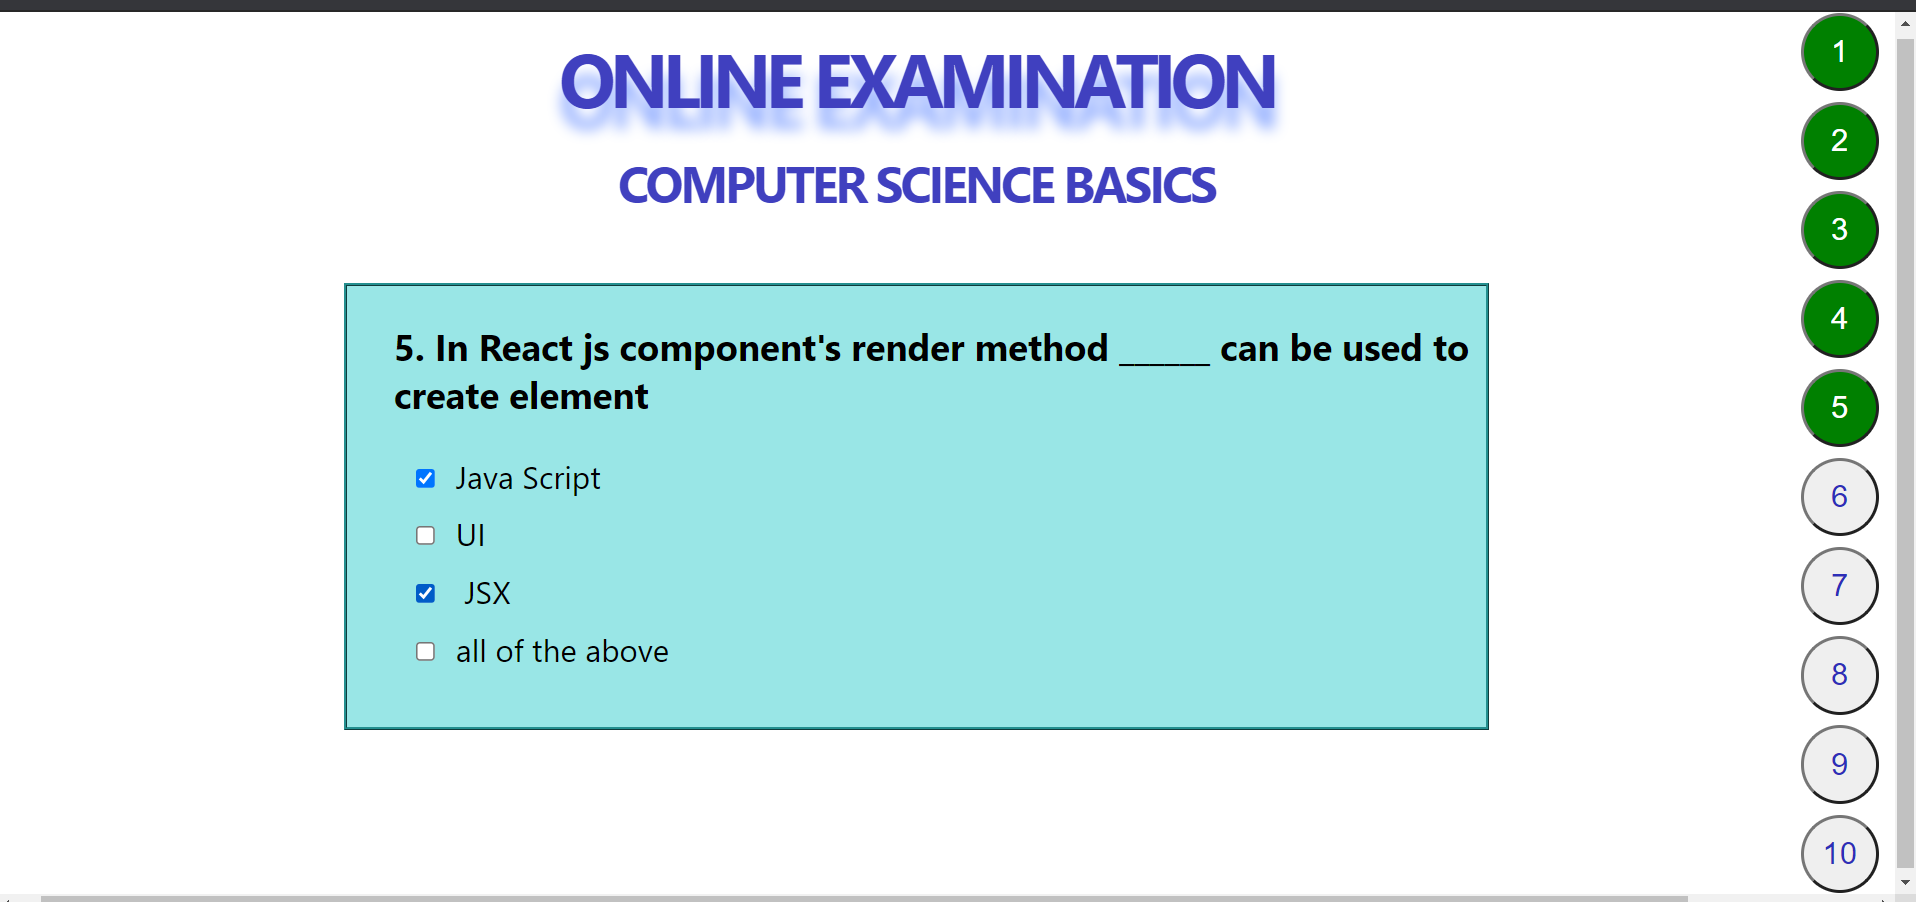 ONLINE EXAMINATION
COMPUTER SCIENCE BASICS
5. In React js component's render method ______ can be used to
create element
Java Script
UI
JSX
all of the above
1
2
3
4
5
6
7
8
9
10